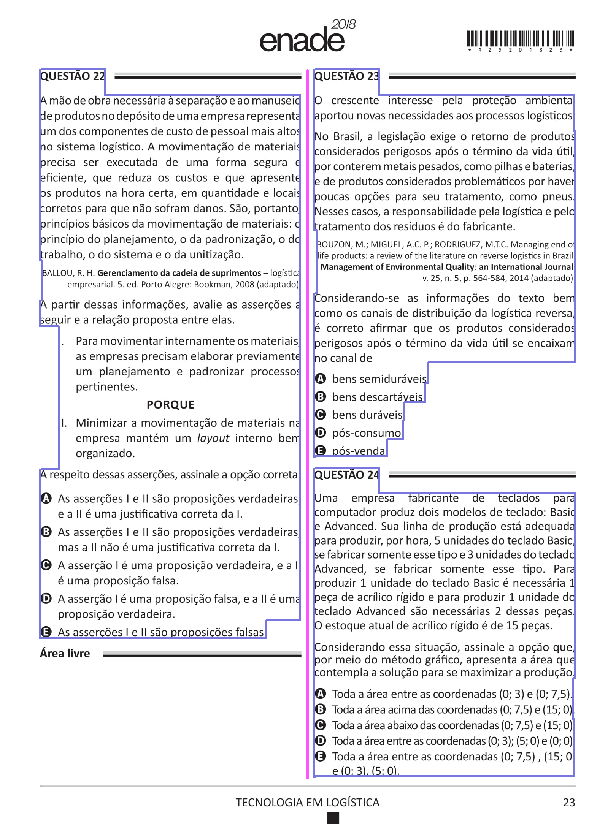 enade 2018
QUESTÃO 22
A mão de obra necessária à separação e ao manuseio
de produtos no depósito de uma empresa representa
um dos componentes de custo de pessoal mais altos
no sistema logístico. A movimentação de materiais
precisa ser executada de uma forma segura e
eficiente, que reduza os custos e que apresente
os produtos na hora certa, em quantidade e locais
corretos para que não sofram danos. São, portanto,
princípios básicos da movimentação de materiais: o
princípio do planejamento, o da padronização, o do
trabalho, o do sistema e o da unitização.
BALLOU, R. H. Gerenciamento da cadeia de suprimentos – logística
empresarial. 5. ed. Porto Alegre: Bookman, 2008 (adaptado).
A partir dessas informações, avalie as asserções a
seguir e a relação proposta entre elas.
I. Para movimentar internamente os materiais,
as empresas precisam elaborar previamente
um planejamento e padronizar processos
pertinentes.
PORQUE
II. Minimizar a movimentação de materiais na
empresa mantém um layout interno bem
organizado.
A respeito dessas asserções, assinale a opção correta.
A As asserções I e II são proposições verdadeiras,
e a II é uma justificativa correta da I.
B As asserções I e II são proposições verdadeiras,
mas a II não é uma justificativa correta da I.
C A asserção I é uma proposição verdadeira, e a II
é uma proposição falsa.
D A asserção I é uma proposição falsa, e a II é uma
proposição verdadeira.
E As asserções I e II são proposições falsas.
Área livre
QUESTÃO 23
O crescente interesse pela proteção ambiental
aportou novas necessidades aos processos logísticos.
No Brasil, a legislação exige o retorno de produtos
considerados perigosos após o término da vida útil,
por conterem metais pesados, como pilhas e baterias,
e de produtos considerados problemáticos por haver
poucas opções para seu tratamento, como pneus.
Nesses casos, a responsabilidade pela logística e pelo
tratamento dos resíduos é do fabricante.
BOUZON, M.; MIGUEL, A.C. P.; RODRIGUEZ, M.T.C. Managing end of
life products: a review of the literature on reverse logistics in Brazil.
Management of Environmental Quality: an International Journal,
v. 25, n. 5, p. 564-584, 2014 (adaptado).
Considerando-se as informações do texto bem
como os canais de distribuição da logística reversa,
é correto afirmar que os produtos considerados
perigosos após o término da vida útil se encaixam
no canal de
A bens semiduráveis.
B bens descartáveis.
C bens duráveis.
D pós-consumo.
E pós-venda.
QUESTÃO 24
Uma empresa fabricante de teclados para
computador produz dois modelos de teclado: Basic
e Advanced. Sua linha de produção está adequada
para produzir, por hora, 5 unidades do teclado Basic,
se fabricar somente esse tipo e 3 unidades do teclado
Advanced, se fabricar somente esse tipo. Para
produzir 1 unidade do teclado Basic é necessária 1
peça de acrílico rígido e para produzir 1 unidade do
teclado Advanced são necessárias 2 dessas peças.
O estoque atual de acrílico rígido é de 15 peças.
Considerando essa situação, assinale a opção que,
por meio do método gráfico, apresenta a área que
contempla a solução para se maximizar a produção.
A Toda a área entre as coordenadas (0; 3) e (0; 7,5).
B Toda a área acima das coordenadas (0; 7,5) e (15; 0).
C Toda a área abaixo das coordenadas (0; 7,5) e (15; 0).
D Toda a área entre as coordenadas (0; 3); (5; 0) e (0; 0).
E Toda a área entre as coordenadas (0; 7,5) , (15; 0)
e (0; 3), (5; 0).
TECNOLOGIA EM LOGÍSTICA 23